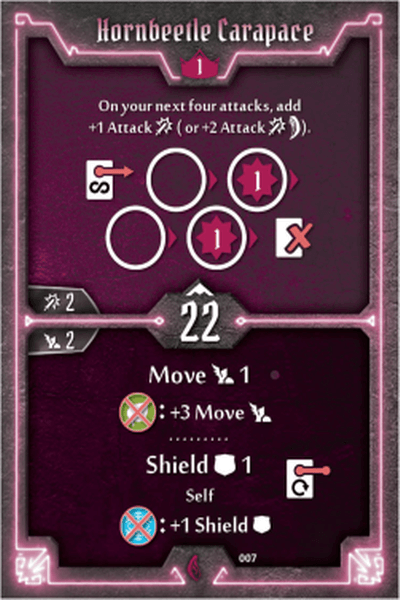 Hornbeetle Carapace
1
On your next four attacks, add
+1 Attack ( or +2 Attack ).
S
1
1
2
22
2
Move 1
: +3 Move
.........
Shield 1
Self
: +1 Shield
007